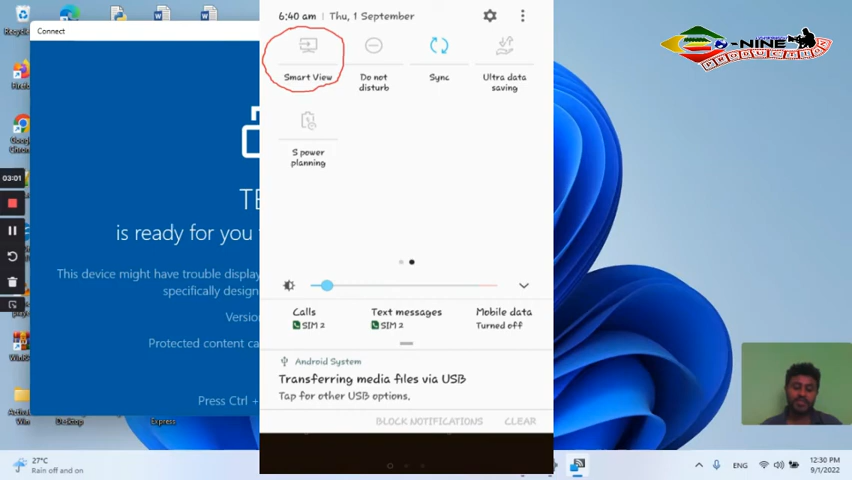 Connect
6:40 am | Thu, 1 September
Smart View
Do not
disturb
Sync
Ultra data
saving
S power
planning
is ready for you
This device might have trouble display
specifically design
Protected content ca
Press Ctrl +
Calls
SIM 2
Text messages
SIM 2
Mobile data
Turned off
Android System
Transferring media files via USB
Tap for other USB options.
BLOCK NOTIFICATIONS
CLEAR
03:01
Desktop
Express
-NINE
PRODUCTION
27°C
Rain off and on
ENG
12:30 PM
9/1/2022